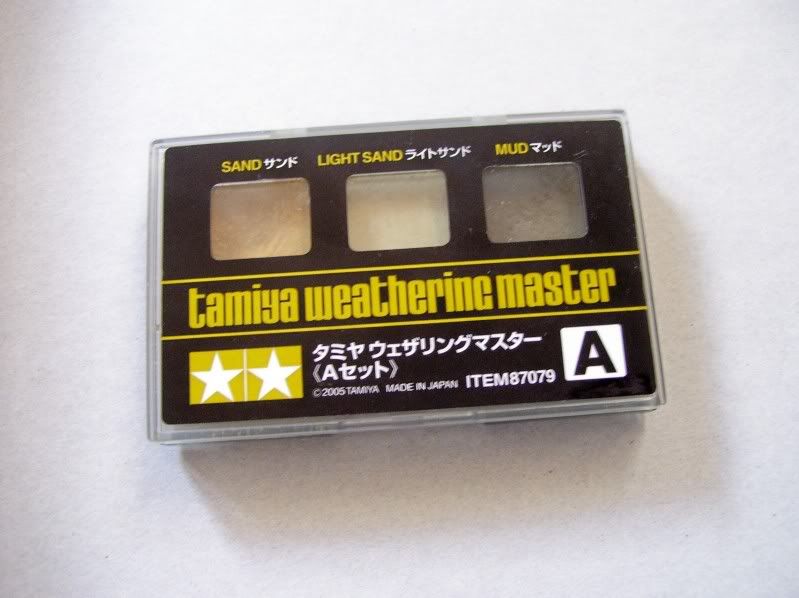 SANDサンド LIGHT SANDライトサンド MUDマッド
tamiya weathering master
タミヤ ウェザリングマスター
《Aセット》
©2005 TAMIYA MADE IN JAPAN ITEM87079
A